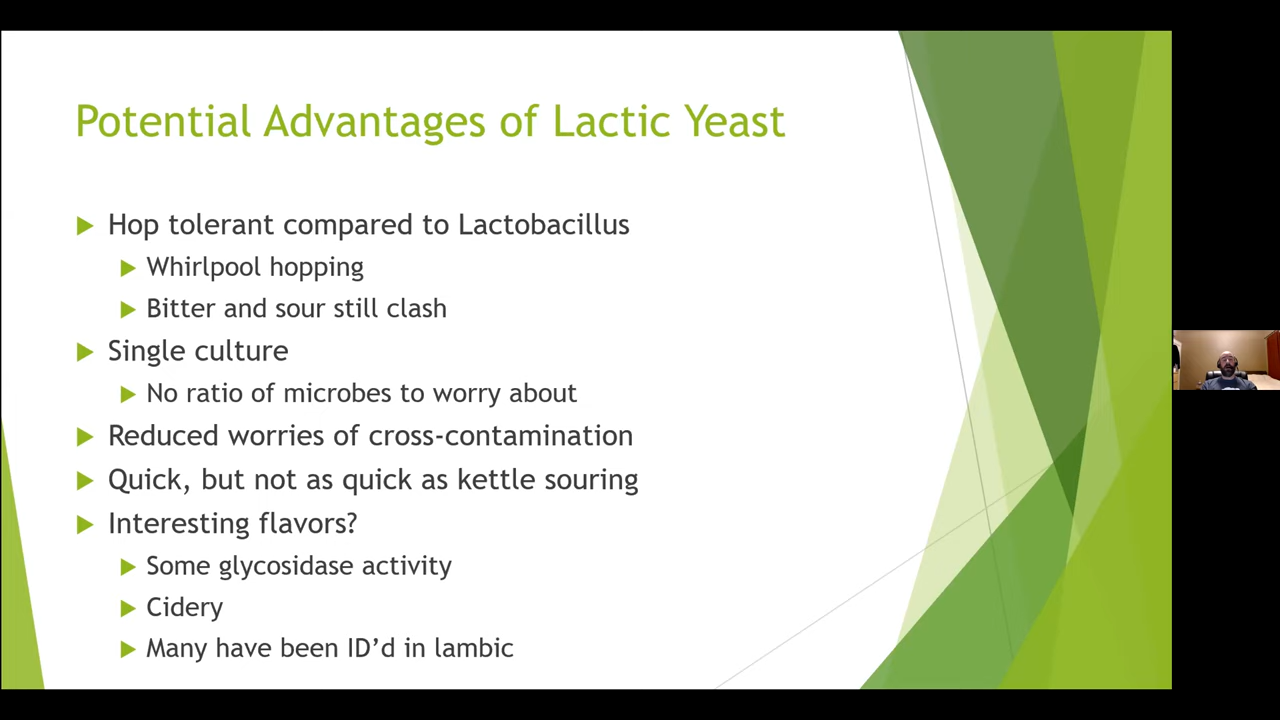 Potential Advantages of Lactic Yeast
Hop tolerant compared to Lactobacillus
Whirlpool hopping
Bitter and sour still clash
Single culture
No ratio of microbes to worry about
Reduced worries of cross-contamination
Quick, but not as quick as kettle souring
Interesting flavors?
Some glycosidase activity
Cidery
Many have been ID’d in lambic